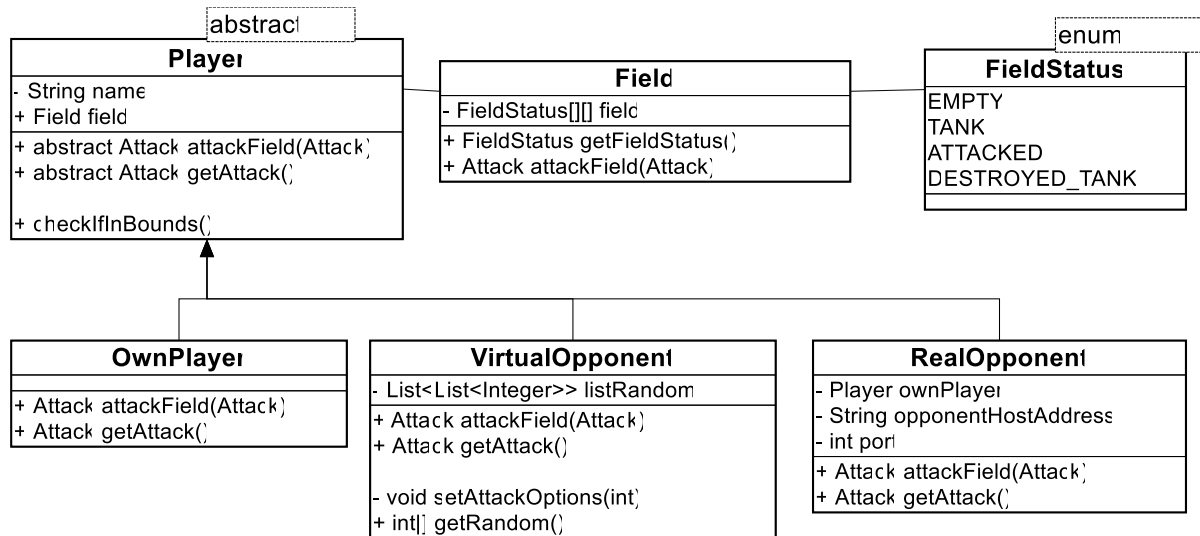 abstract
Player
- String name
+ Field field
+ abstract Attack attackField(Attack)
+ abstract Attack getAttack()
+ checkIfInBounds()
Field
- FieldStatus[][] field
+ FieldStatus getFieldStatus()
+ Attack attackField(Attack)
enum
FieldStatus
EMPTY
TANK
ATTACKED
DESTROYED_TANK
OwnPlayer
+ Attack attackField(Attack)
+ Attack getAttack()
VirtualOpponent
- List<List<Integer>> listRandom
+ Attack attackField(Attack)
+ Attack getAttack()
- void setAttackOptions(int)
+ int[] getRandom()
RealOpponent
- Player ownPlayer
- String opponentHostAddress
- int port
+ Attack attackField(Attack)
+ Attack getAttack()